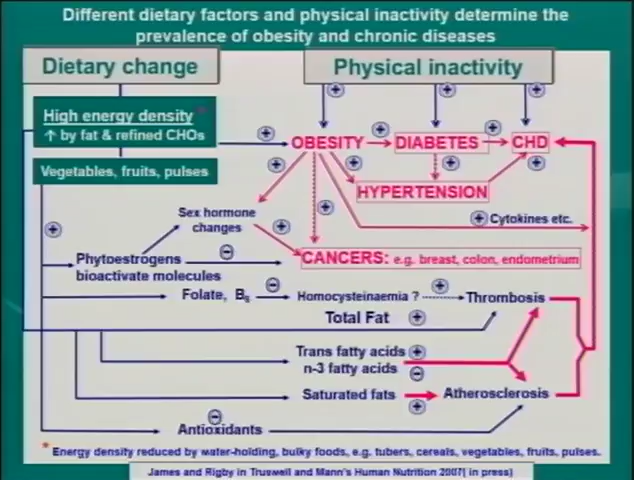 Different dietary factors and physical inactivity determine the
prevalence of obesity and chronic diseases
Dietary change
Physical inactivity
High energy density *
↑ by fat & refined CHOs
Vegetables, fruits, pulses
OBESITY
DIABETES
CHD
HYPERTENSION
Sex hormone
changes
Cytokines etc.
Phytoestrogens
bioactivate molecules
CANCERS: e.g. breast, colon, endometrium
Folate, B6
Homocysteinaemia ?
Thrombosis
Total Fat
Trans fatty acids
n-3 fatty acids
Saturated fats
Atherosclerosis
Antioxidants
* Energy density reduced by water-holding, bulky foods, e.g. tubers, cereals, vegetables, fruits, pulses.
James and Rigby in Truswell and Mann's Human Nutrition 2007[ in press)